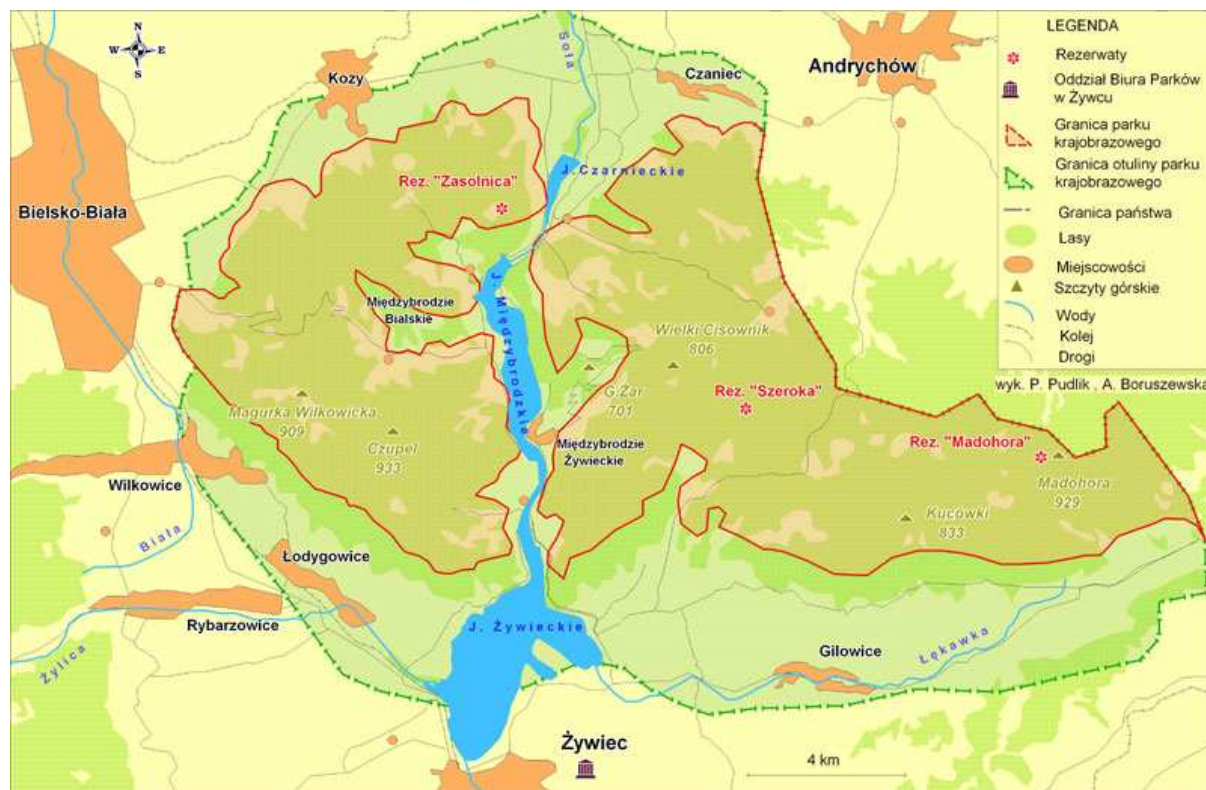 N
W E
S
Soła
Kozy
Czaniec
Andrychów
LEGENDA
Rezerwaty
Oddział Biura Parków
w Żywcu
Granica parku
krajobrazowego
Granica otuliny parku
krajobrazowego
Granica państwa
Lasy
Miejscowości
Szczyty górskie
Wody
Kolej
Drogi
wyk. P. Pudlik . A. Boruszewska
Bielsko-Biała
Rez. "Zasolnica"
J. Czarnieckie
Międzybrodzie
Bialskie
J. Międzybrodzkie
Wielki Cisownik
806
G.Żar
701
Rez. "Szeroka"
Magurka Wilkowicka
909
Czupel
933
Międzybrodzie
Żywieckie
Rez. "Madohora"
Madohora
929
Kucówki
833
Wilkowice
Biała
Łodygowice
Rybarzowice
Żylica
J. Żywieckie
Gilowice
Łękawka
Żywiec
4 km